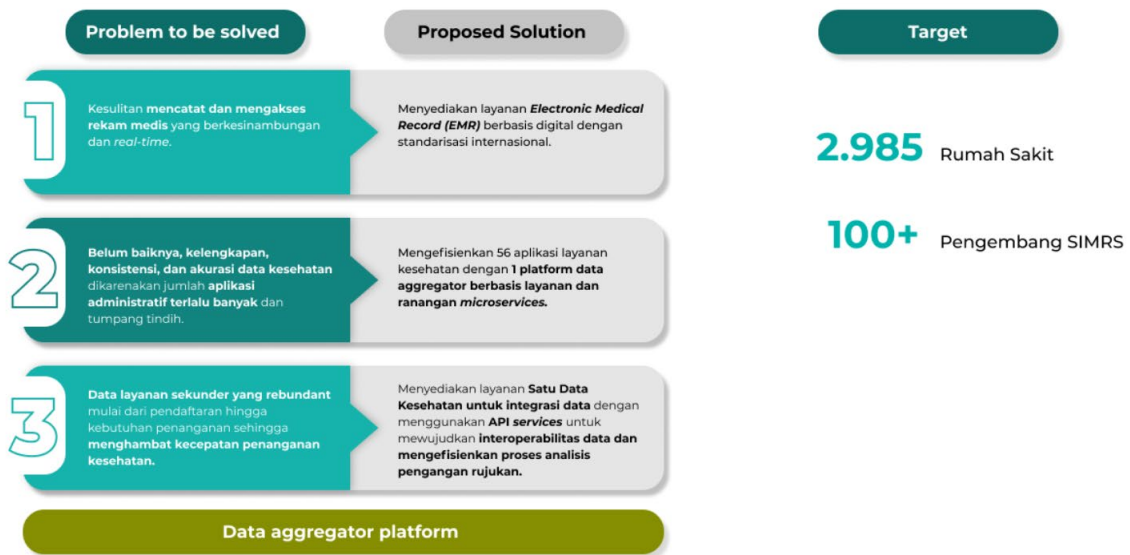 Problem to be solved
Proposed Solution
Target
1
Kesulitan mencatat dan mengakses
rekam medis yang berkesinambungan
dan real-time.
Menyediakan layanan Electronic Medical
Record (EMR) berbasis digital dengan
standarisasi internasional.
2
Belum baiknya, kelengkapan,
konsistensi, dan akurasi data kesehatan
dikarenakan jumlah aplikasi
administratif terlalu banyak dan
tumpang tindih.
Mengefisienkan 56 aplikasi layanan
kesehatan dengan 1 platform data
aggregator berbasis layanan dan
ranangan microservices.
3
Data layanan sekunder yang rebundant
mulai dari pendaftaran hingga
kebutuhan penanganan sehingga
menghambat kecepatan penanganan
kesehatan.
Menyediakan layanan Satu Data
Kesehatan untuk integrasi data dengan
menggunakan API services untuk
mewujudkan interoperabilitas data dan
mengefisienkan proses analisis
pengangan rujukan.
Data aggregator platform
2.985 Rumah Sakit
100+ Pengembang SIMRS